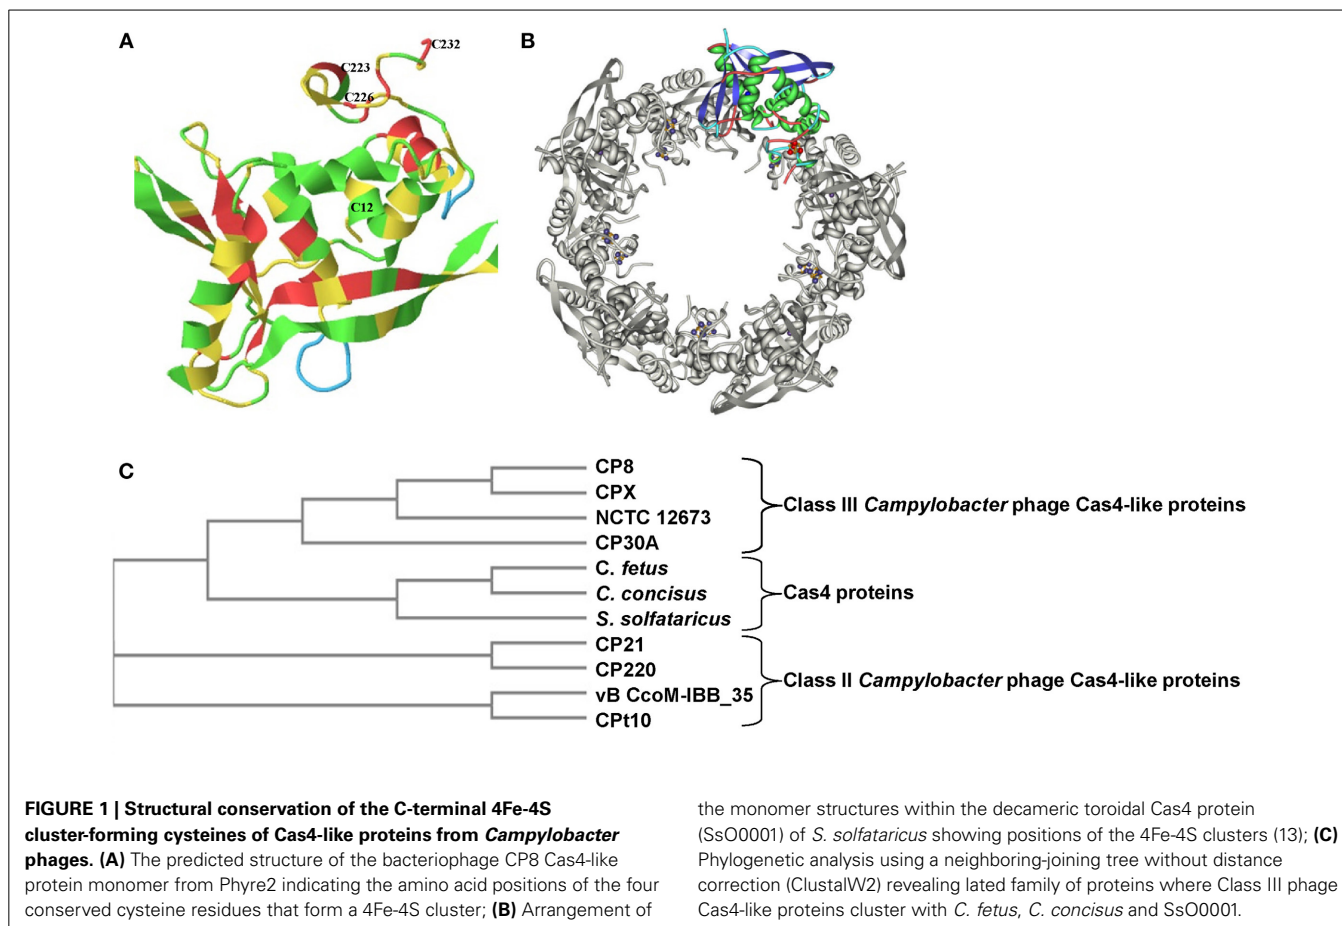 A
C232
C223
C226
C12
B
C
CP8
CPX
NCTC 12673
CP30A
C. fetus
C. concisus
S. solfataricus
CP21
CP220
vB CcoM-IBB_35
CPt10
Class III Campylobacter phage Cas4-like proteins
Cas4 proteins
Class II Campylobacter phage Cas4-like proteins
FIGURE 1 | Structural conservation of the C-terminal 4Fe-4S
cluster-forming cysteines of Cas4-like proteins from Campylobacter
phages. (A) The predicted structure of the bacteriophage CP8 Cas4-like
protein monomer from Phyre2 indicating the amino acid positions of the four
conserved cysteine residues that form a 4Fe-4S cluster; (B) Arrangement of
the monomer structures within the decameric toroidal Cas4 protein
(SsO0001) of S. solfataricus showing positions of the 4Fe-4S clusters (13); (C)
Phylogenetic analysis using a neighboring-joining tree without distance
correction (ClustalW2) revealing lated family of proteins where Class III phage
Cas4-like proteins cluster with C. fetus, C. concisus and SsO0001.